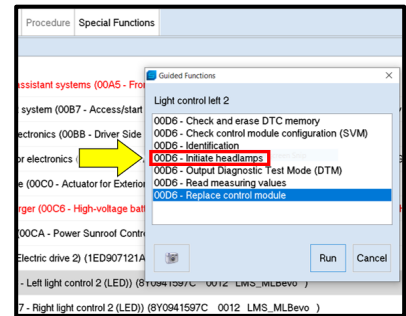 Procedure Special Functions
assistant systems (00A5 - Fro
Guided Functions
system (00B7 - Access/start
Light control left 2
ectronics (00BB - Driver Side
00D6 - Check and erase DTC memory
00D6 - Check control module configuration (SVM)
00D6 - Identification
or electronics (
00D6 - Initiate headlamps
00D6 - Output Diagnostic Test Mode (DTM)
e (00C0 - Actuator for Exterior
00D6 - Read measuring values
00D6 - Replace control module
rger (00C6 - High-voltage batt
(00CA - Power Sunroof Contr
Electric drive 2) (1ED907121A
Run Cancel
- Left light control 2 (LED)) (8Y0941597C 0012 LMS_MLBevo )
7 - Right light control 2 (LED)) (8Y0941597C 0012 LMS_MLBevo )